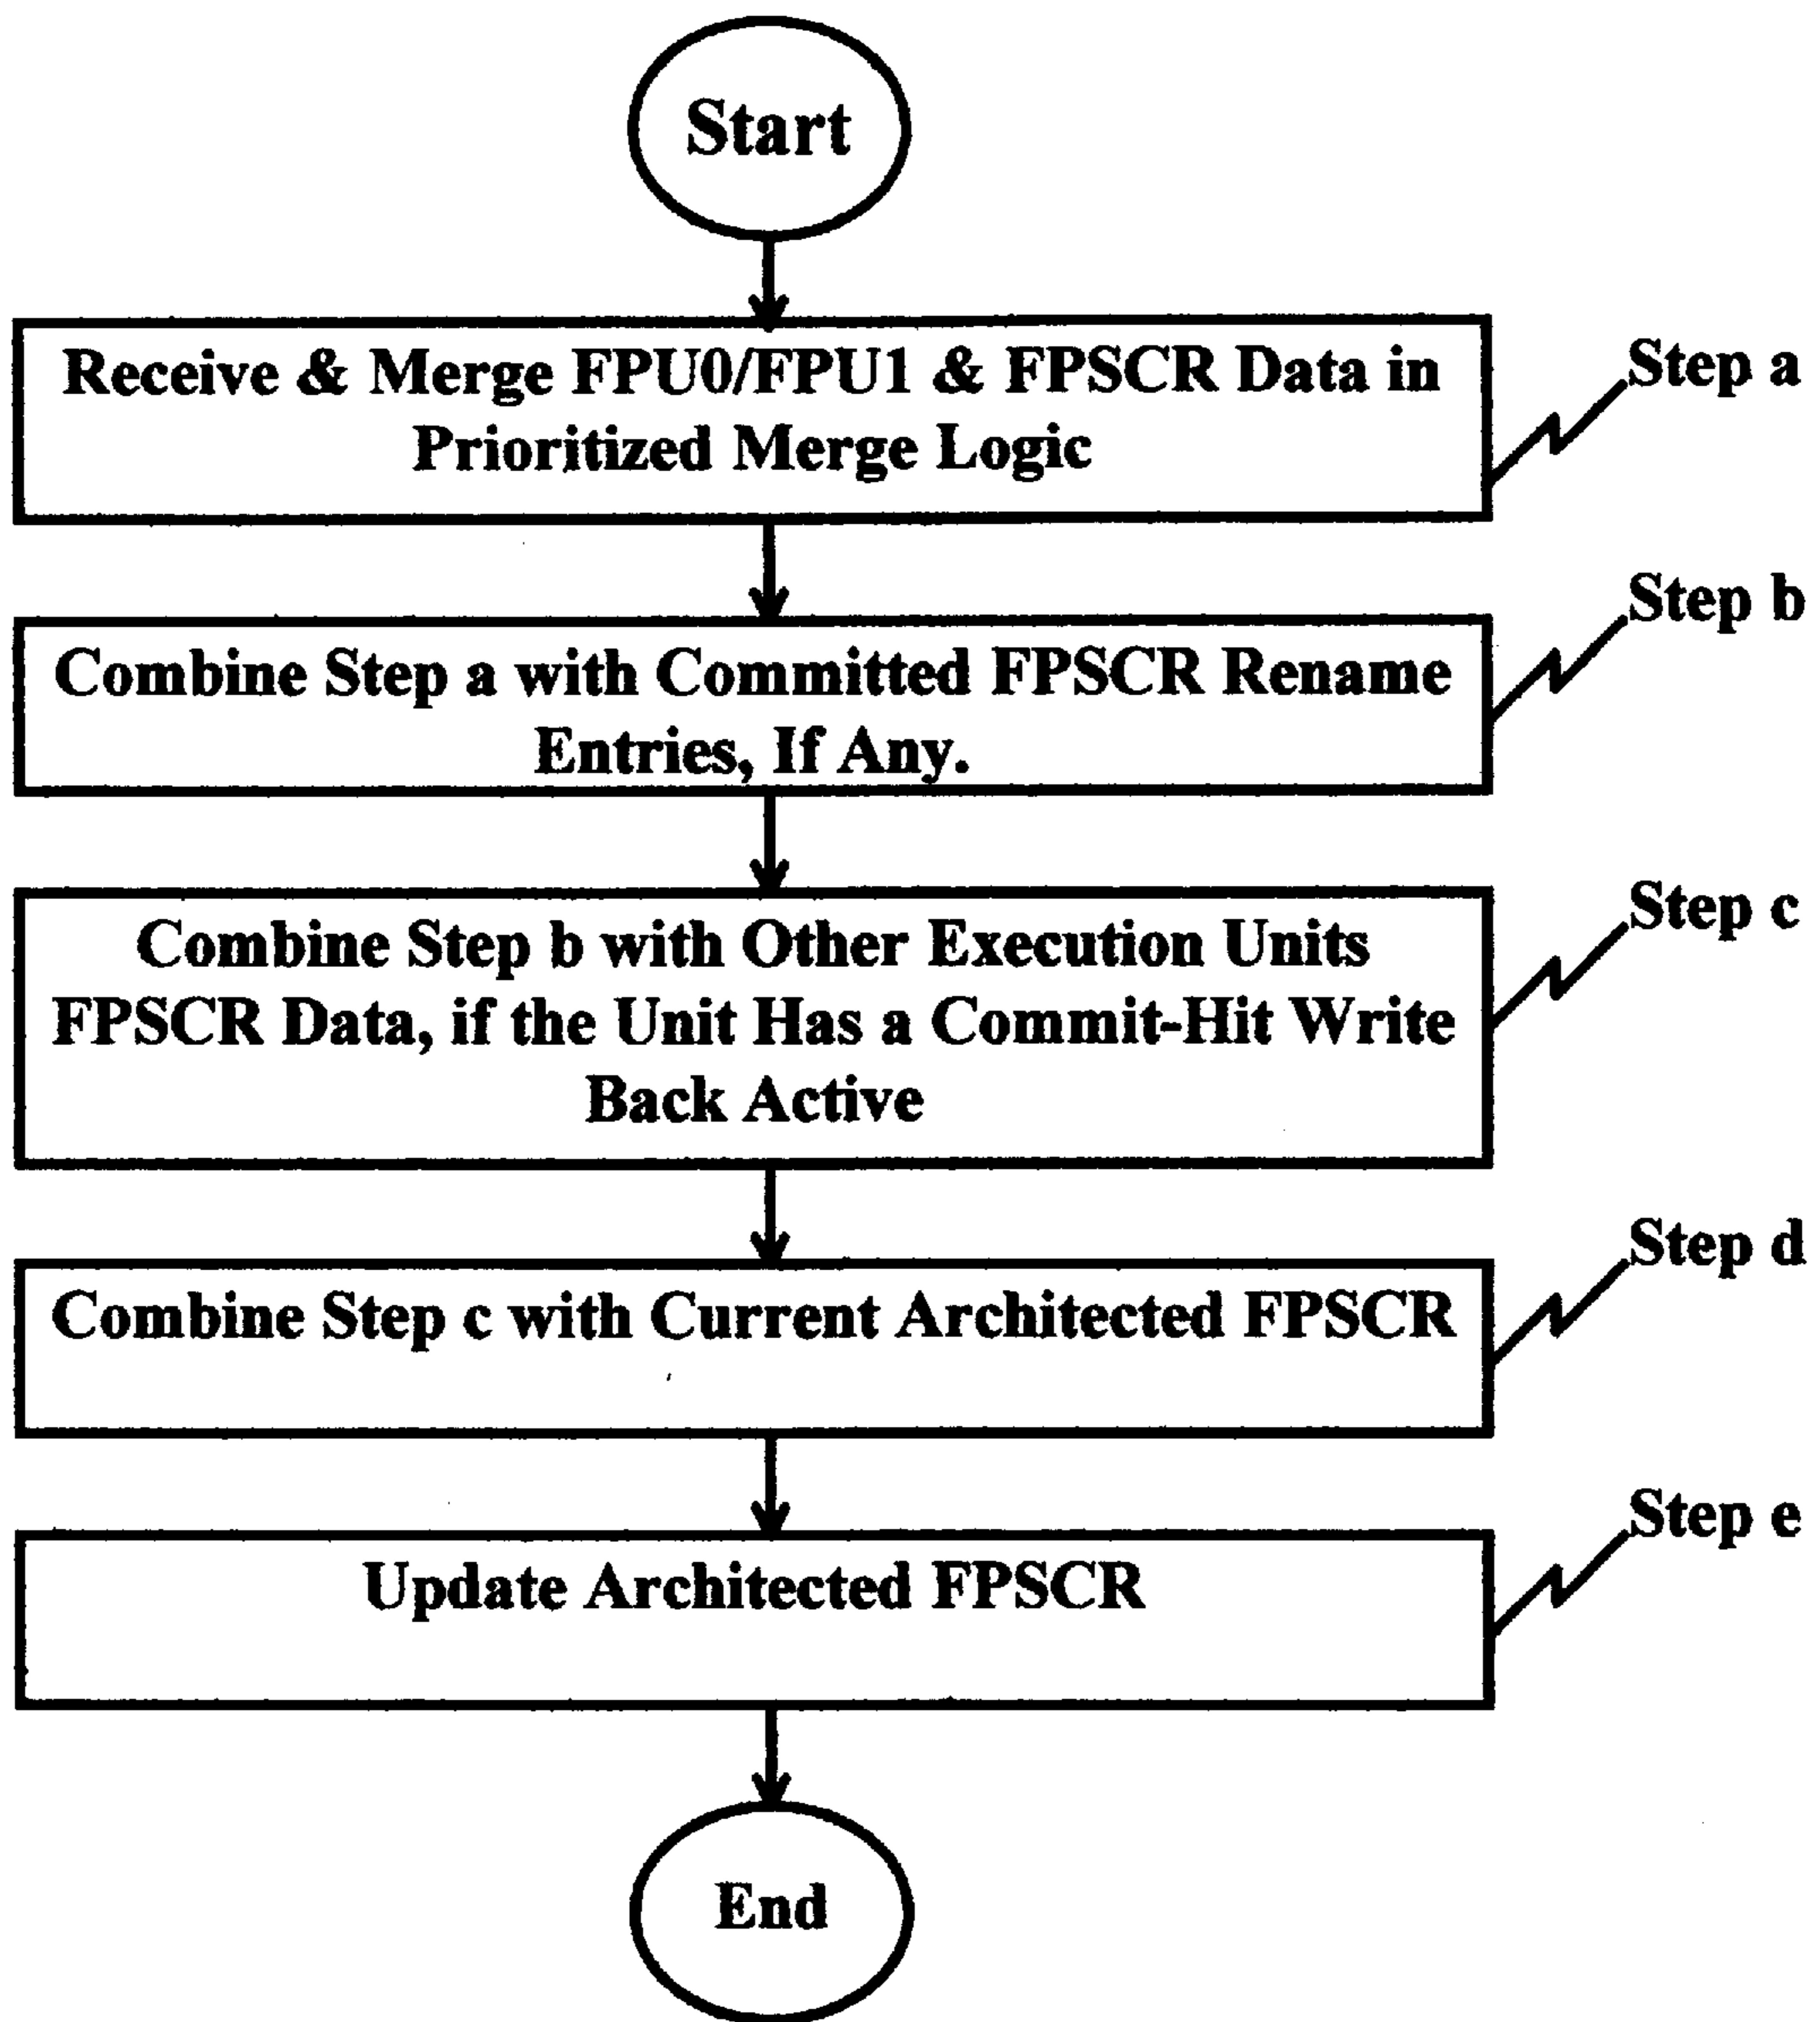 Start
Receive & Merge FPU0/FPU1 & FPSCR Data in
Prioritized Merge Logic
Step a
Combine Step a with Committed FPSCR Rename
Entries, If Any.
Step b
Combine Step b with Other Execution Units
FPSCR Data, if the Unit Has a Commit-Hit Write
Back Active
Step c
Combine Step c with Current Architected FPSCR
Step d
Update Architected FPSCR
Step e
End